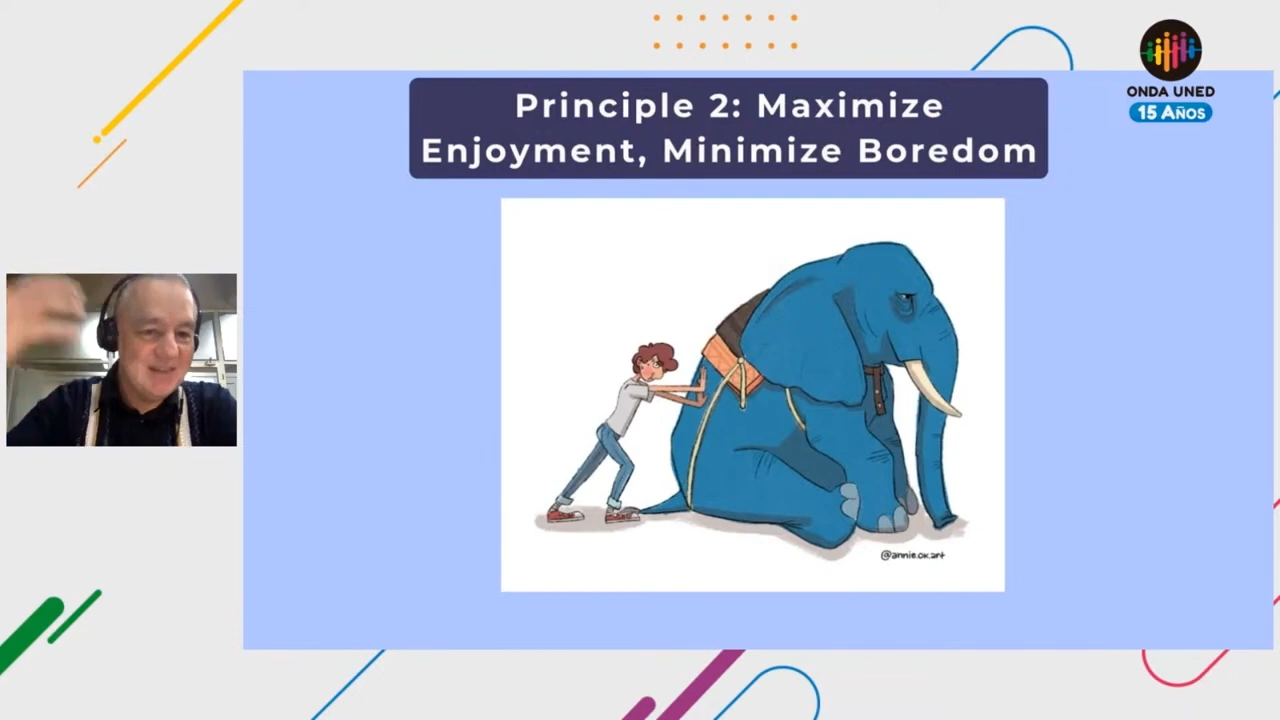 ONDA UNED
15 AÑOS
Principle 2: Maximize
Enjoyment, Minimize Boredom
@annie.ok.art